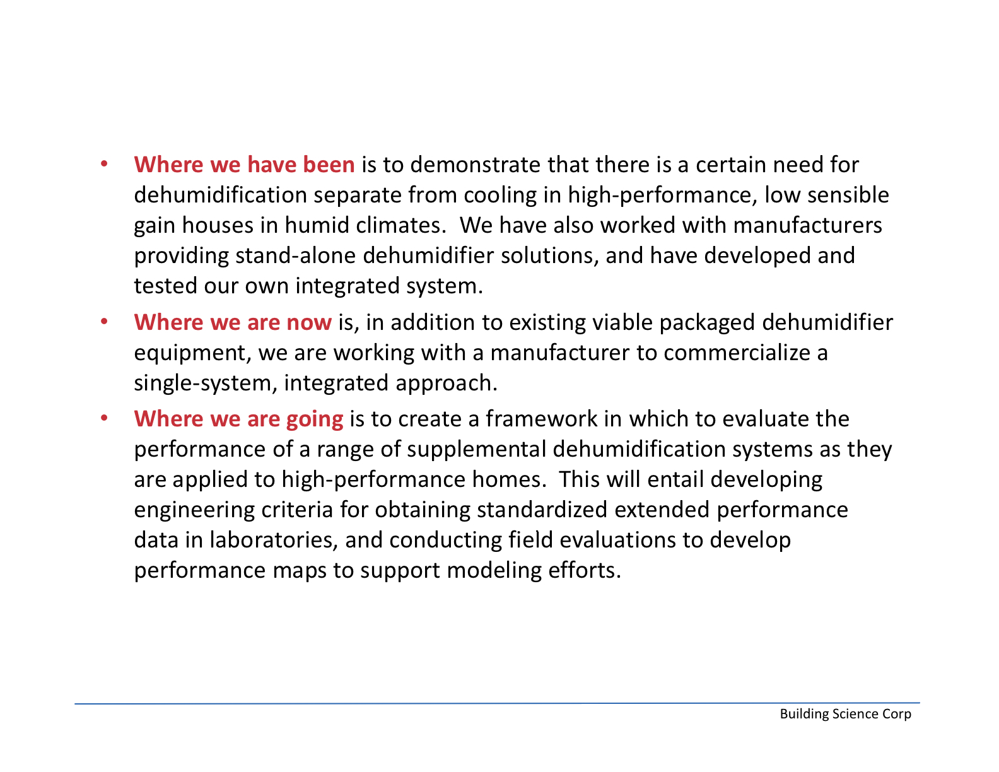 • Where we have been is to demonstrate that there is a certain need for
dehumidification separate from cooling in high-performance, low sensible
gain houses in humid climates.  We have also worked with manufacturers
providing stand-alone dehumidifier solutions, and have developed and
tested our own integrated system.
• Where we are now is, in addition to existing viable packaged dehumidifier
equipment, we are working with a manufacturer to commercialize a
single-system, integrated approach.
• Where we are going is to create a framework in which to evaluate the
performance of a range of supplemental dehumidification systems as they
are applied to high-performance homes.  This will entail developing
engineering criteria for obtaining standardized extended performance
data in laboratories, and conducting field evaluations to develop
performance maps to support modeling efforts.
Building Science Corp